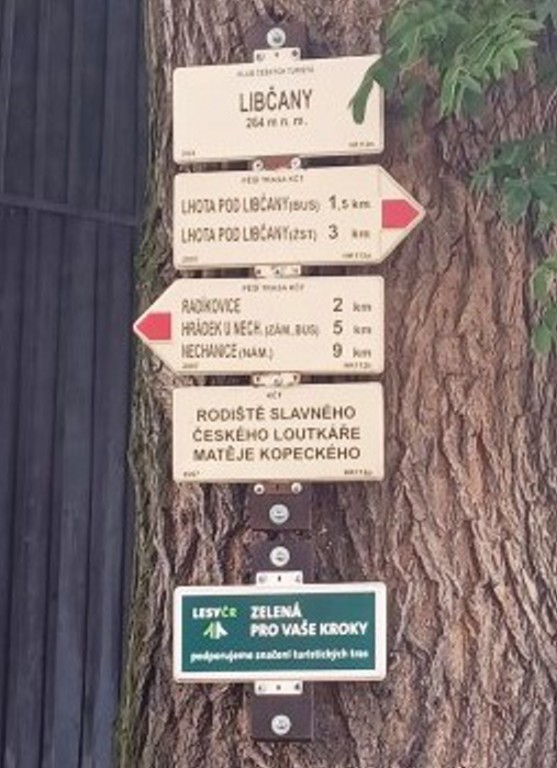 KLUB ČESKÝCH TURISTŮ
LIBČANY
264 m n. m.
PĚŠÍ TRASA KČT
LHOTA POD LIBČANY (BUS) 1,5 km
LHOTA POD LIBČANY (ŽST) 3 km
PĚŠÍ TRASA KČT
RADÍKOVICE 2 km
HRÁDEK U NECH. (ZÁM., BUS) 5 km
NECHANICE (NÁM.) 9 km
KČT
RODIŠTĚ SLAVNÉHO
ČESKÉHO LOUTKÁŘE
MATĚJE KOPECKÉHO
LESY ČR
ZELENÁ
PRO VAŠE KROKY
podporujeme značení turistických tras